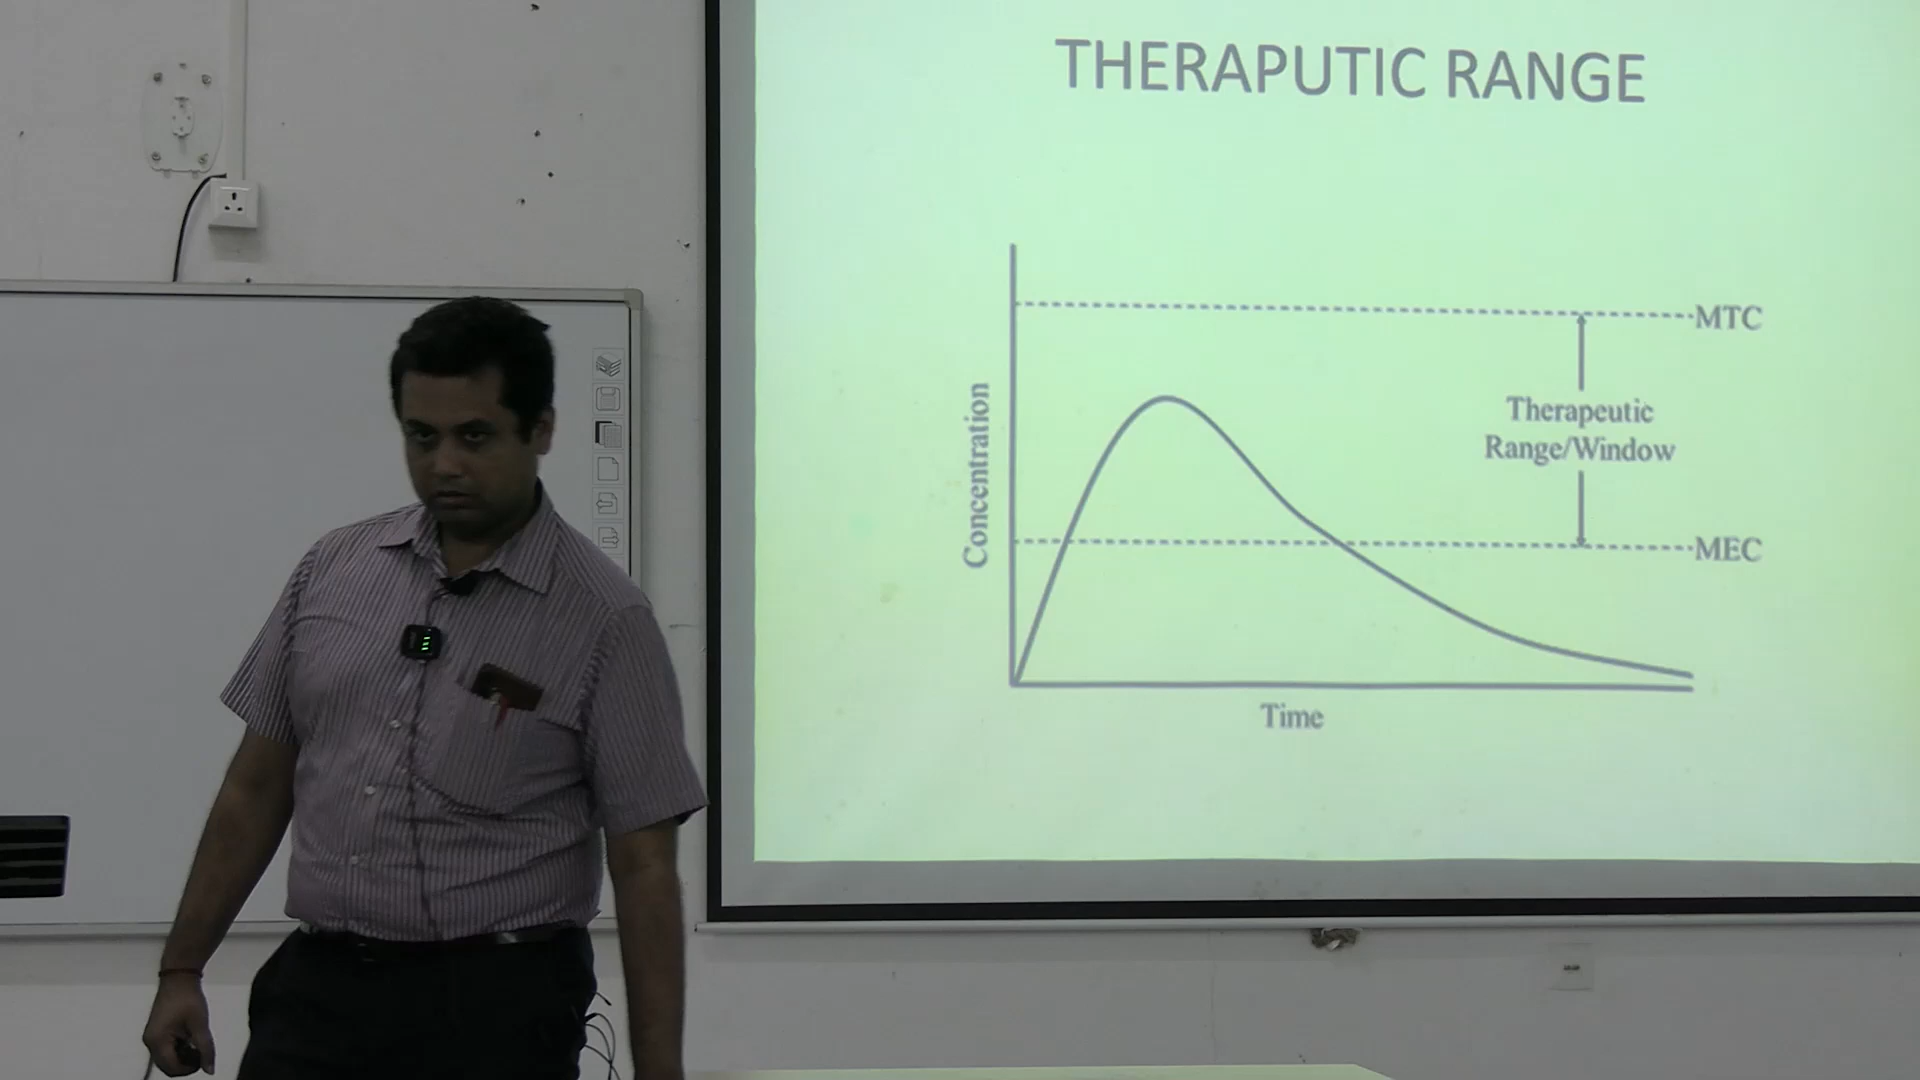 THERAPUTIC RANGE
MTC
Therapeutic
Range/Window
MEC
Concentration
Time